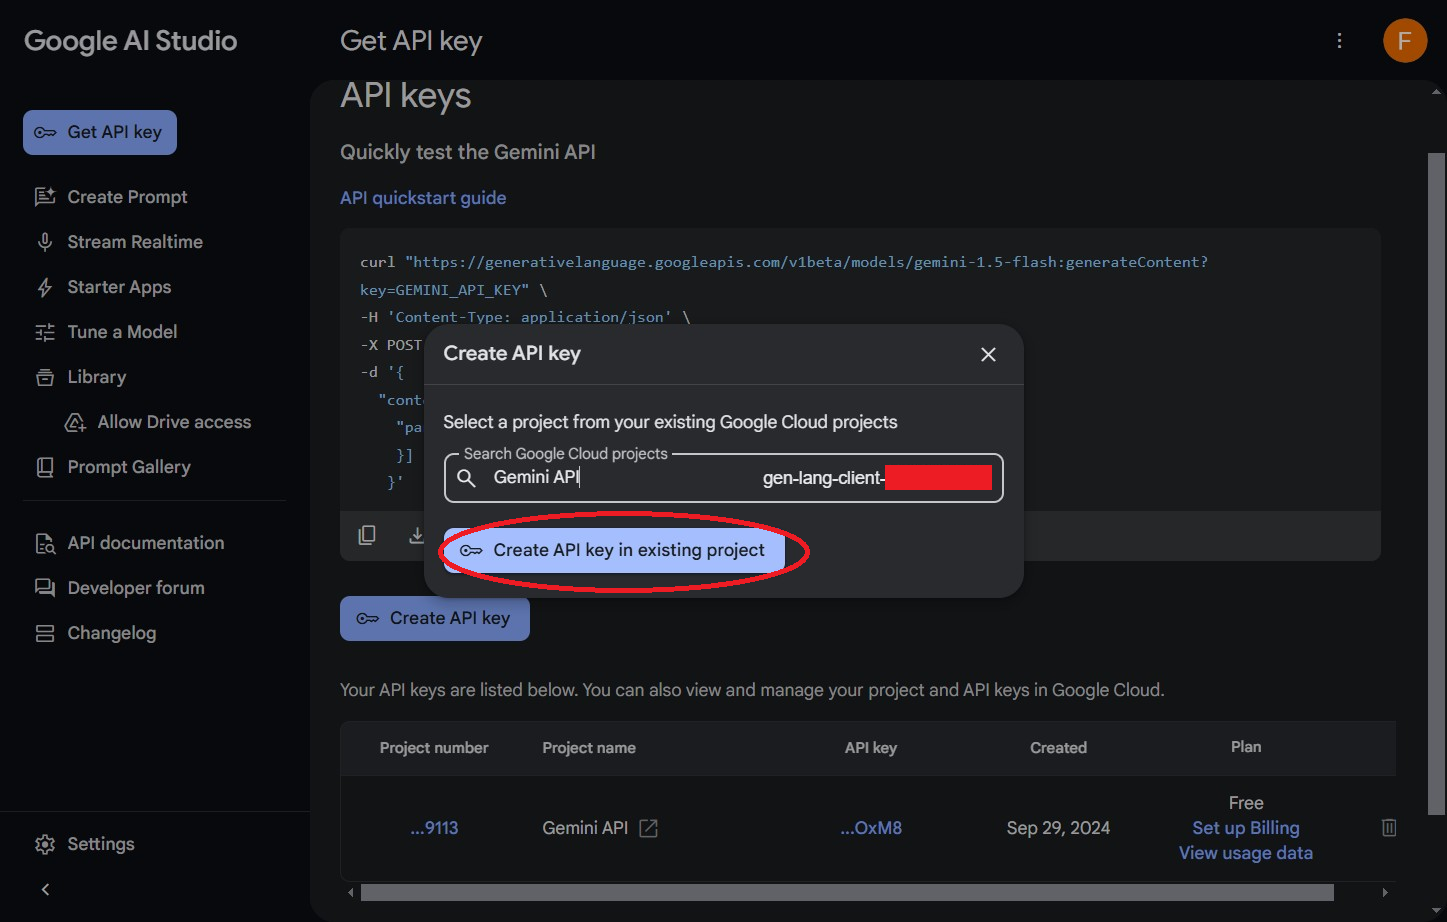 Google AI Studio
Get API key
F
Get API key
Create Prompt
Stream Realtime
Starter Apps
Tune a Model
Library
Allow Drive access
Prompt Gallery
API documentation
Developer forum
Changelog
Settings
API keys
Quickly test the Gemini API
API quickstart guide
curl "https://generativelanguage.googleapis.com/v1beta/models/gemini-1.5-flash:generateContent?
key=GEMINI_API_KEY" \
-H 'Content-Type: application/json' \
-X POST
-d '{
"conte
"pa
}]
}'
Create API key
Select a project from your existing Google Cloud projects
Search Google Cloud projects
Gemini API gen-lang-client-
Create API key in existing project
Create API key
Your API keys are listed below. You can also view and manage your project and API keys in Google Cloud.
Project number Project name API key Created Plan
...9113 Gemini API ...OxM8 Sep 29, 2024 Free
Set up Billing
View usage data